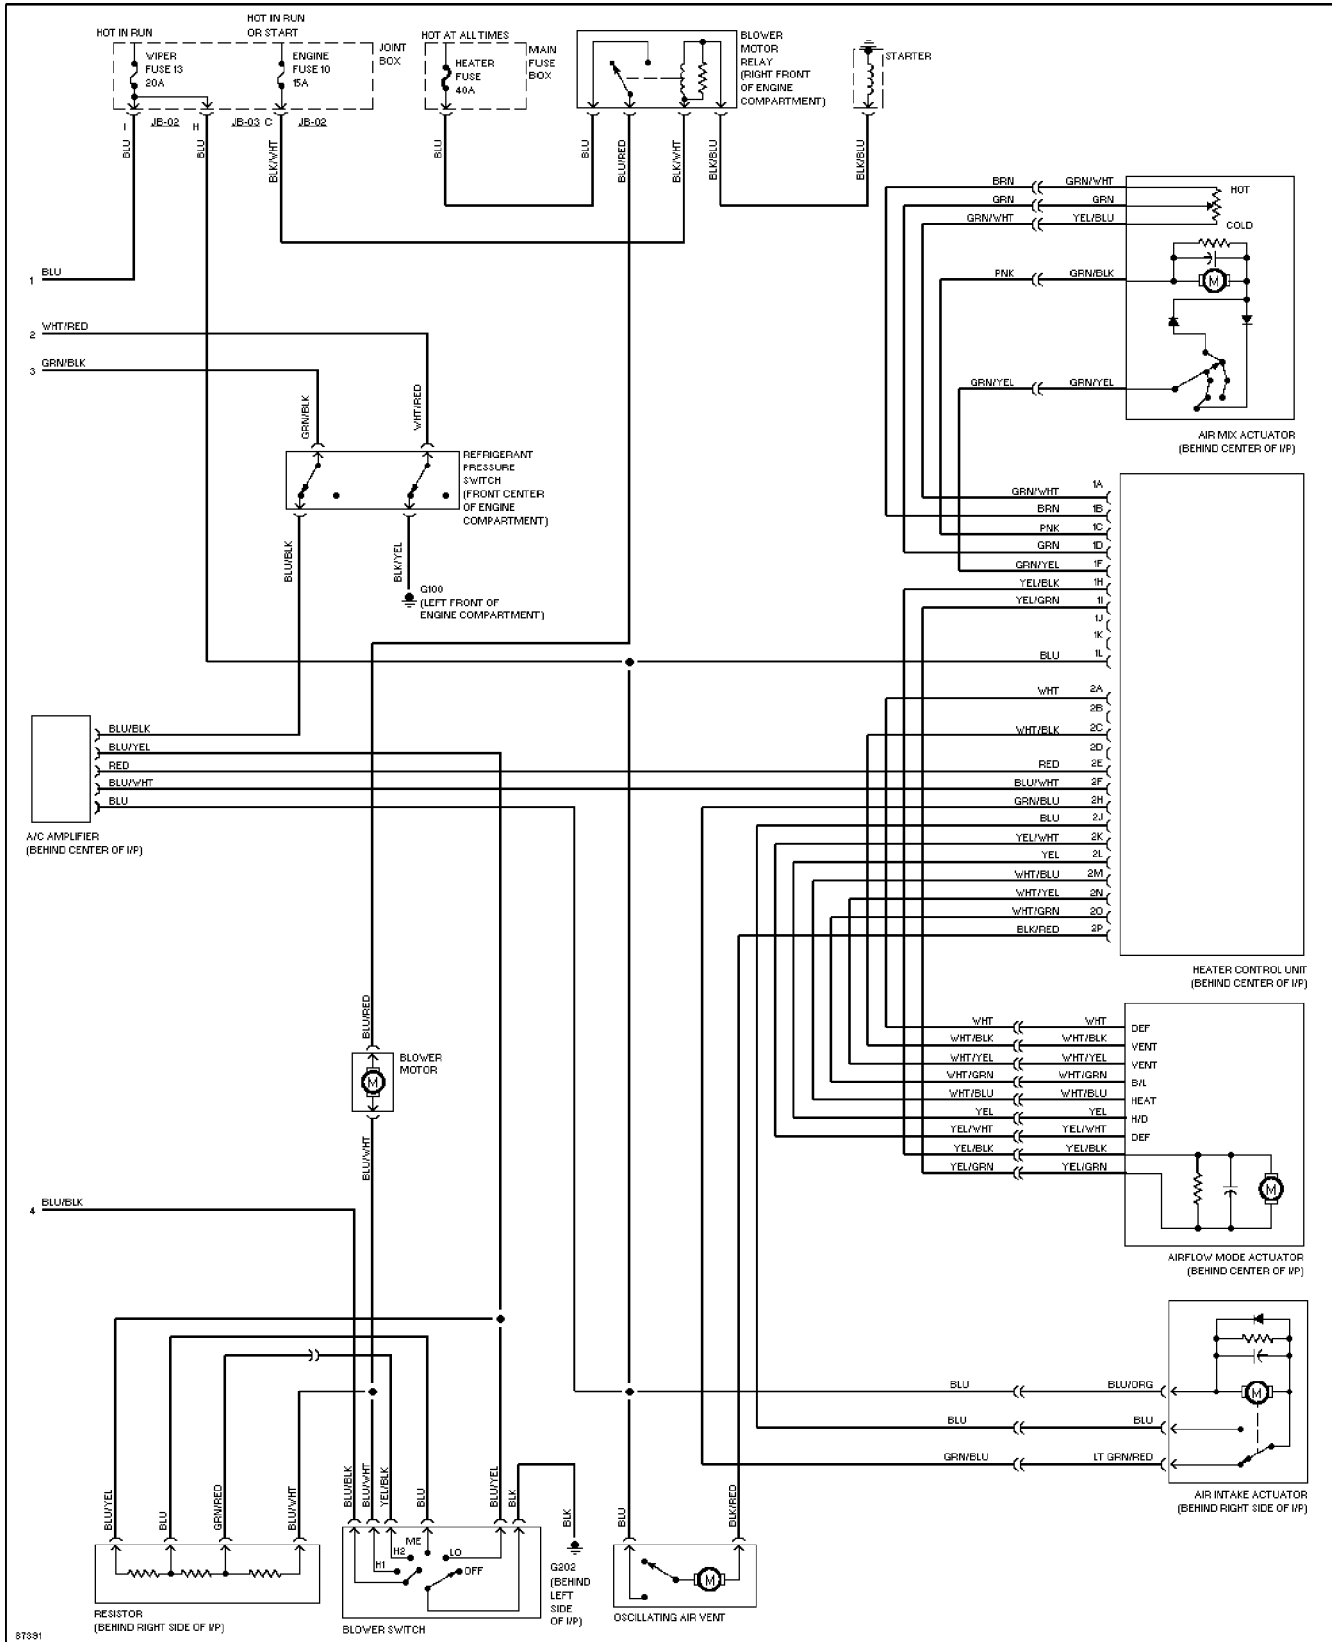 HOT IN RUN
HOT IN RUN
OR START
HOT AT ALL TIMES
WIPER
FUSE 13
20A
ENGINE
FUSE 10
15A
JOINT
BOX
HEATER
FUSE
40A
MAIN
FUSE
BOX
BLOWER
MOTOR
RELAY
(RIGHT FRONT
OF ENGINE
COMPARTMENT)
STARTER
I
JB-02
H
JB-03
C
JB-02
BLU
BLU
BLK/WHT
BLU
BLU
BLU/RED
BLK/WHT
BLK/BLU
BLK/BLU
1 BLU
2 WHT/RED
3 GRN/BLK
GRN/BLK
WHT/RED
REFRIGERANT
PRESSURE
SWITCH
(FRONT CENTER
OF ENGINE
COMPARTMENT)
BLU/BLK
BLK/YEL
G100
(LEFT FRONT OF
ENGINE COMPARTMENT)
BRN GRN/WHT
GRN GRN
GRN/WHT YEL/BLU
PNK GRN/BLK
GRN/YEL GRN/YEL
HOT
COLD
M
AIR MIX ACTUATOR
(BEHIND CENTER OF I/P)
GRN/WHT 1A
BRN 1B
PNK 1C
GRN 1D
GRN/YEL 1F
YEL/BLK 1H
YEL/GRN 1I
1J
1K
BLU 1L
WHT 2A
2B
WHT/BLK 2C
2D
RED 2E
BLU/WHT 2F
GRN/BLU 2H
BLU 2J
YEL/WHT 2K
YEL 2L
WHT/BLU 2M
WHT/YEL 2N
WHT/GRN 2O
BLK/RED 2P
HEATER CONTROL UNIT
(BEHIND CENTER OF I/P)
BLU/BLK
BLU/YEL
RED
BLU/WHT
BLU
A/C AMPLIFIER
(BEHIND CENTER OF I/P)
BLU/RED
BLOWER
MOTOR
M
BLU/WHT
WHT WHT DEF
WHT/BLK WHT/BLK VENT
WHT/YEL WHT/YEL VENT
WHT/GRN WHT/GRN B/L
WHT/BLU WHT/BLU HEAT
YEL YEL H/D
YEL/WHT YEL/WHT DEF
YEL/BLK YEL/BLK
YEL/GRN YEL/GRN
M
AIRFLOW MODE ACTUATOR
(BEHIND CENTER OF I/P)
4 BLU/BLK
BLU BLU/ORG
BLU BLU
GRN/BLU LT GRN/RED
M
AIR INTAKE ACTUATOR
(BEHIND RIGHT SIDE OF I/P)
BLU/YEL
BLU
GRN/RED
BLU/WHT
BLU/BLK
BLU/WHT
YEL/BLK
BLU
BLU/YEL
BLK
BLK
BLU
BLK/RED
RESISTOR
(BEHIND RIGHT SIDE OF I/P)
ME
H2
LO
H1
OFF
BLOWER SWITCH
G202
(BEHIND
LEFT
SIDE
OF I/P)
M
OSCILLATING AIR VENT
87391